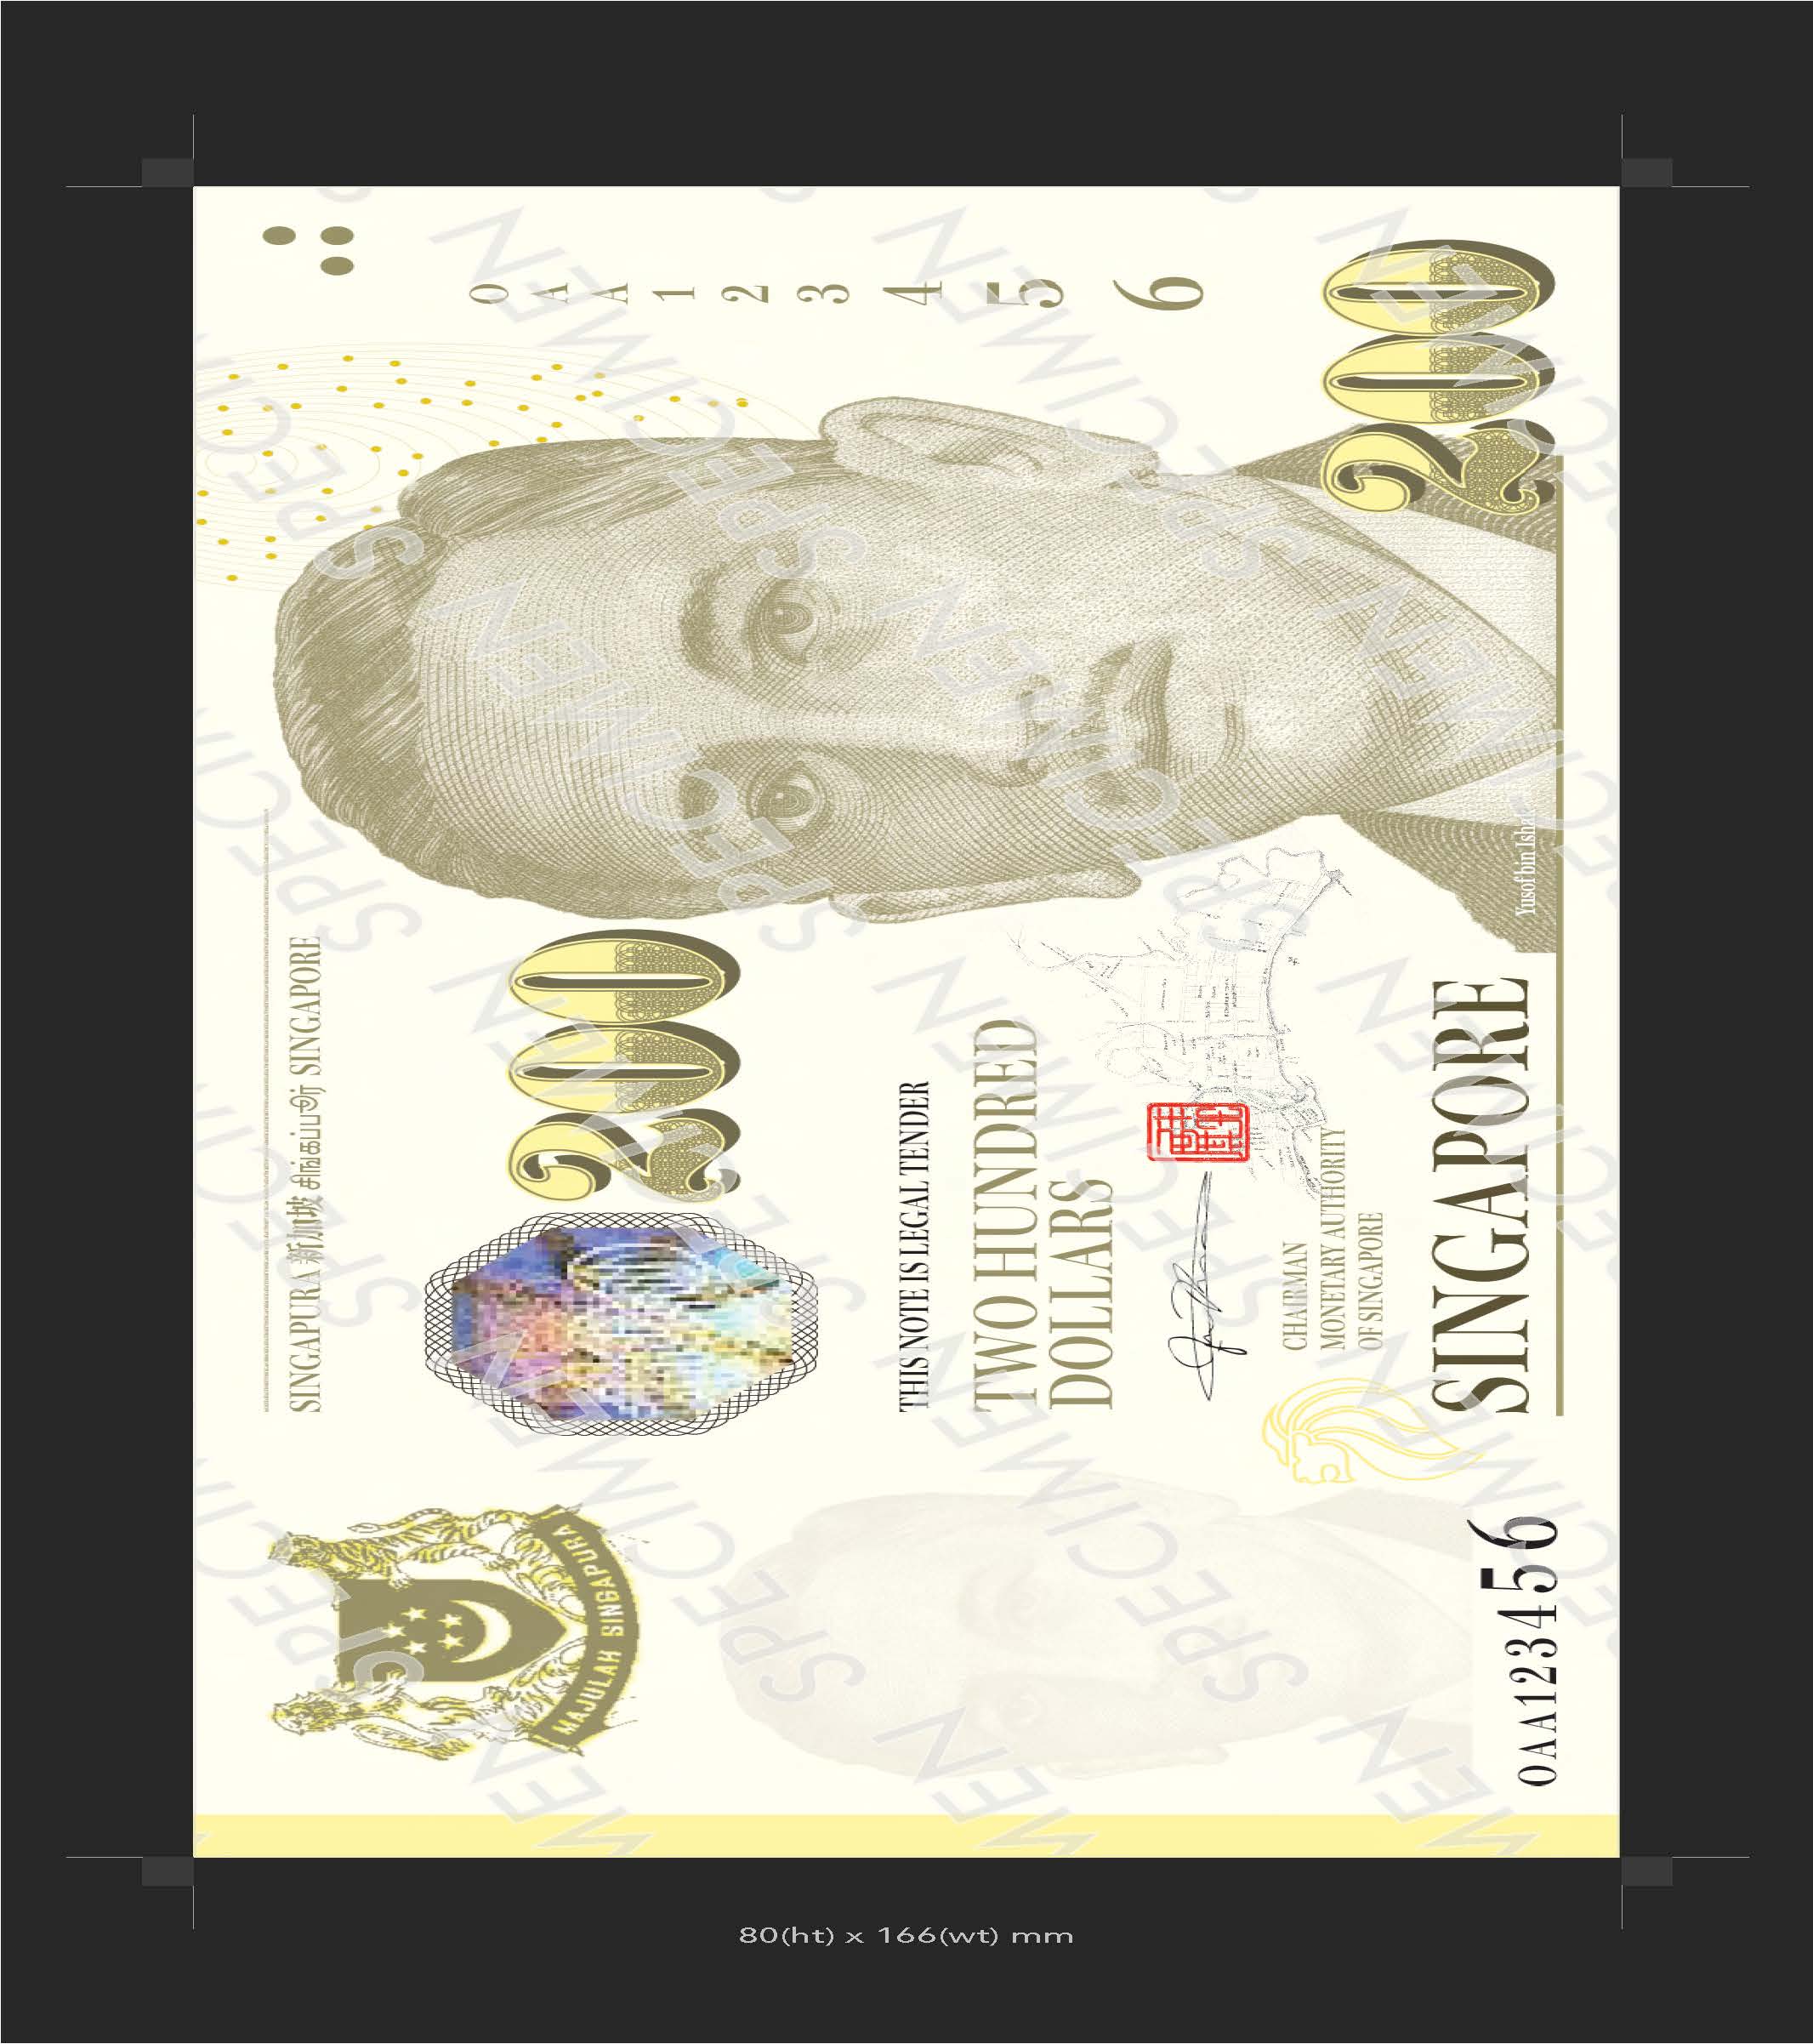 0AA123456
200
SINGAPURA 新加坡 சிங்கப்பூர் SINGAPORE
200
THIS NOTE IS LEGAL TENDER
TWO HUNDRED
DOLLARS
CHAIRMAN
MONETARY AUTHORITY
OF SINGAPORE
SINGAPORE
Yusof bin Ishak
MAJULAH SINGAPURA
0AA123456
SPECIMEN
80(ht) x 166(wt) mm